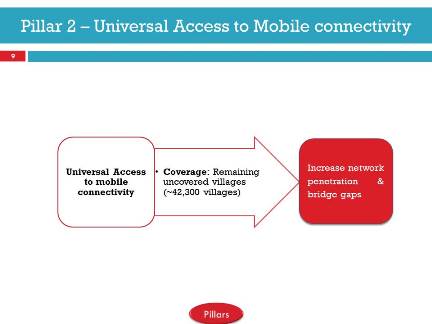 Pillar 2 – Universal Access to Mobile connectivity
9
Universal Access
to mobile
connectivity
• Coverage: Remaining
uncovered villages
(~42,300 villages)
Increase network
penetration &
bridge gaps
Pillars